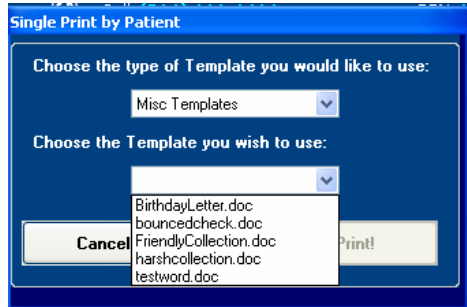 Single Print by Patient
Choose the type of Template you would like to use:
Misc Templates
Choose the Template you wish to use:
BirthdayLetter.doc
bouncedcheck.doc
FriendlyCollection.doc
harshcollection.doc
testword.doc
Cancel
Print!